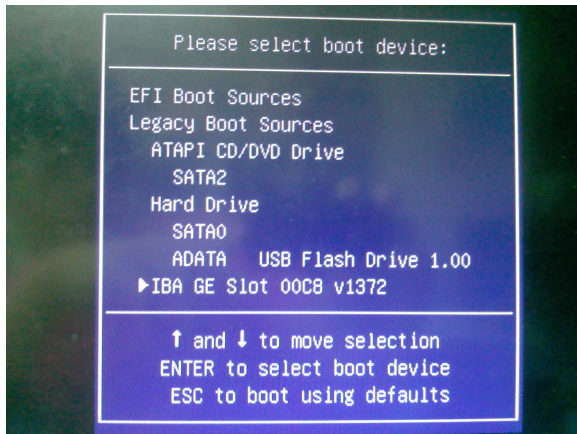 Please select boot device:
EFI Boot Sources
Legacy Boot Sources
ATAPI CD/DVD Drive
SATA2
Hard Drive
SATA0
ADATA USB Flash Drive 1.00
▶IBA GE Slot 00C8 v1372
↑ and ↓ to move selection
ENTER to select boot device
ESC to boot using defaults